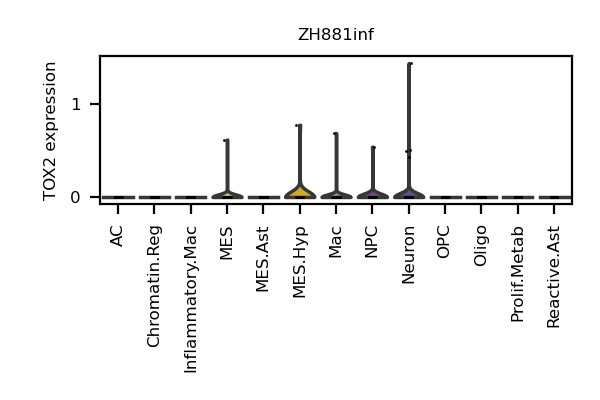 ZH881inf
TOX2 expression
1
0
AC
Chromatin.Reg
Inflammatory.Mac
MES
MES.Ast
MES.Hyp
Mac
NPC
Neuron
OPC
Oligo
Prolif.Metab
Reactive.Ast